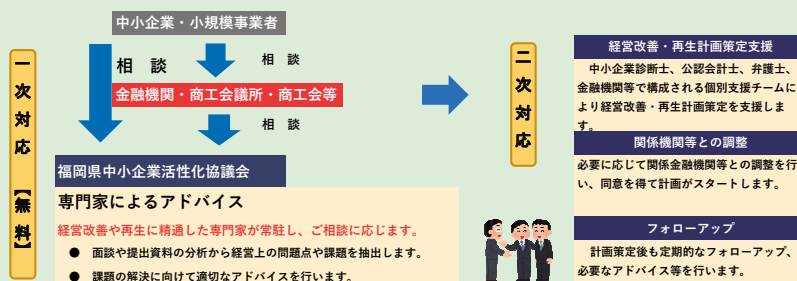 一次対応 【無料】
中小企業・小規模事業者
相 談
相 談
金融機関・商工会議所・商工会等
相 談
福岡県中小企業活性化協議会
専門家によるアドバイス
経営改善や再生に精通した専門家が常駐し、ご相談に応じます。
● 面談や提出資料の分析から経営上の問題点や課題を抽出します。
● 課題の解決に向けて適切なアドバイスを行います。
二次対応
経営改善・再生計画策定支援
中小企業診断士、公認会計士、弁護士、
金融機関等で構成される個別支援チームに
より経営改善・再生計画策定を支援しま
す。
関係機関等との調整
必要に応じて関係金融機関等との調整を行
い、同意を得て計画がスタートします。
フォローアップ
計画策定後も定期的なフォローアップ、
必要なアドバイス等を行います。